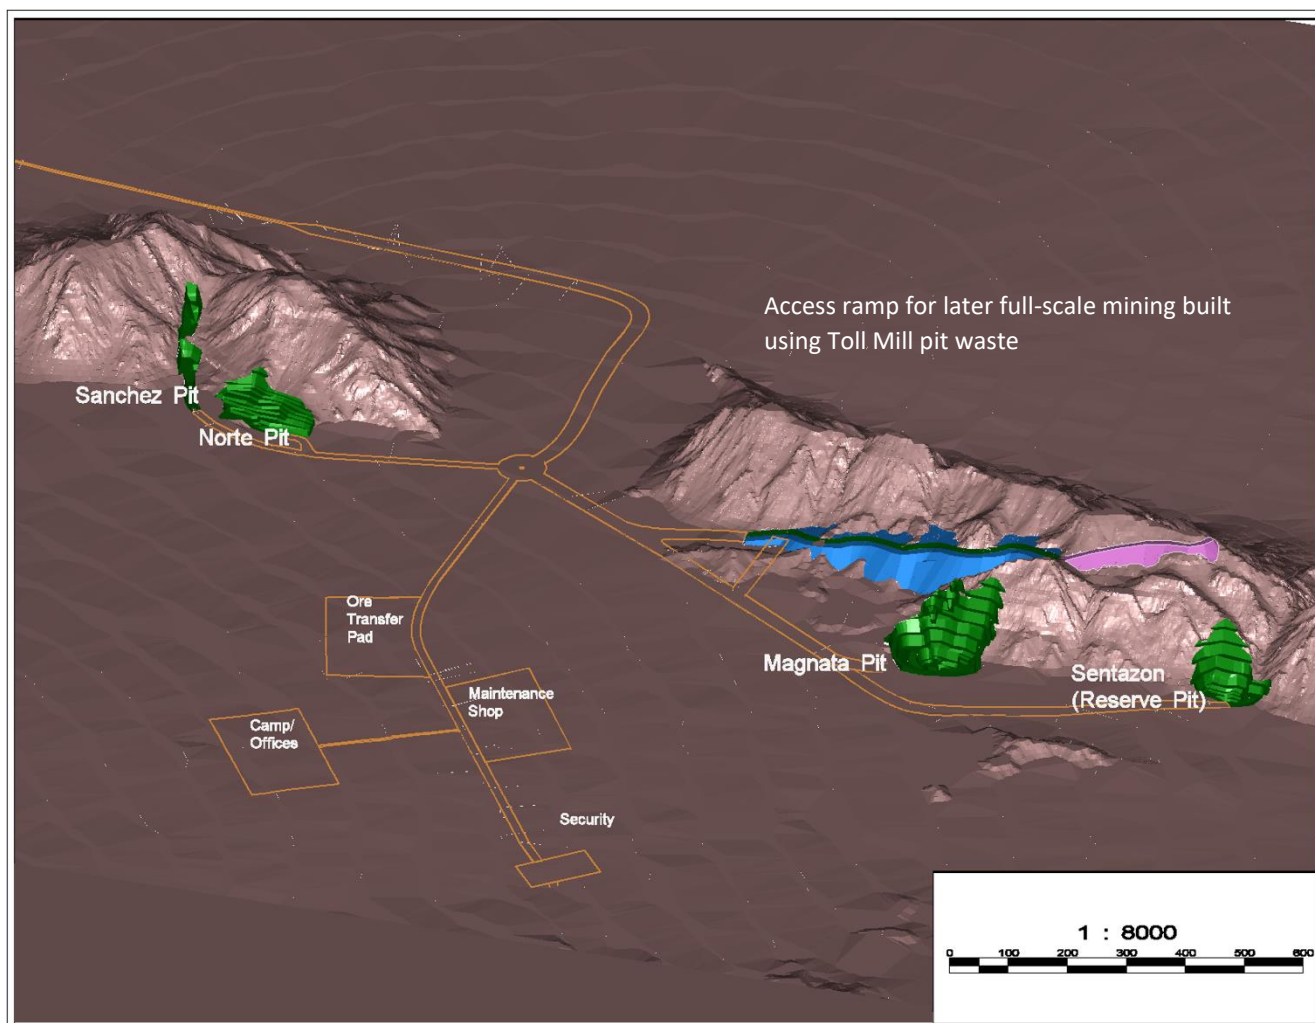 Access ramp for later full-scale mining built
using Toll Mill pit waste
Sanchez Pit
Norte Pit
Ore
Transfer
Pad
Magnata Pit
Sentazon
(Reserve Pit)
Maintenance
Shop
Camp/
Offices
Security
1 : 8000
0 100 200 300 400 500 600